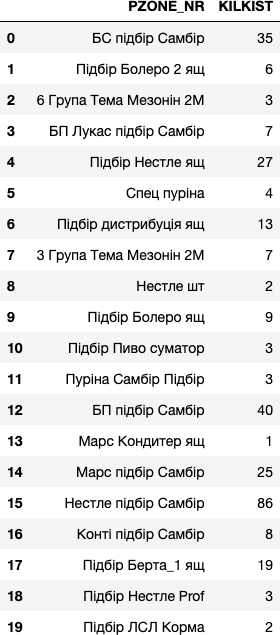 PZONE_NR KILKIST
0 БС підбір Самбір 35
1 Підбір Болеро 2 ящ 6
2 6 Група Тема Мезонін 2М 3
3 БП Лукас підбір Самбір 7
4 Підбір Нестле ящ 27
5 Спец пуріна 4
6 Підбір дистрибуція ящ 13
7 3 Група Тема Мезонін 2М 7
8 Нестле шт 2
9 Підбір Болеро ящ 9
10 Підбір Пиво суматор 3
11 Пуріна Самбір Підбір 3
12 БП підбір Самбір 40
13 Марс Кондитер ящ 1
14 Марс підбір Самбір 25
15 Нестле підбір Самбір 86
16 Конті підбір Самбір 8
17 Підбір Берта_1 ящ 19
18 Підбір Нестле Prof 3
19 Підбір ЛСЛ Корма 2